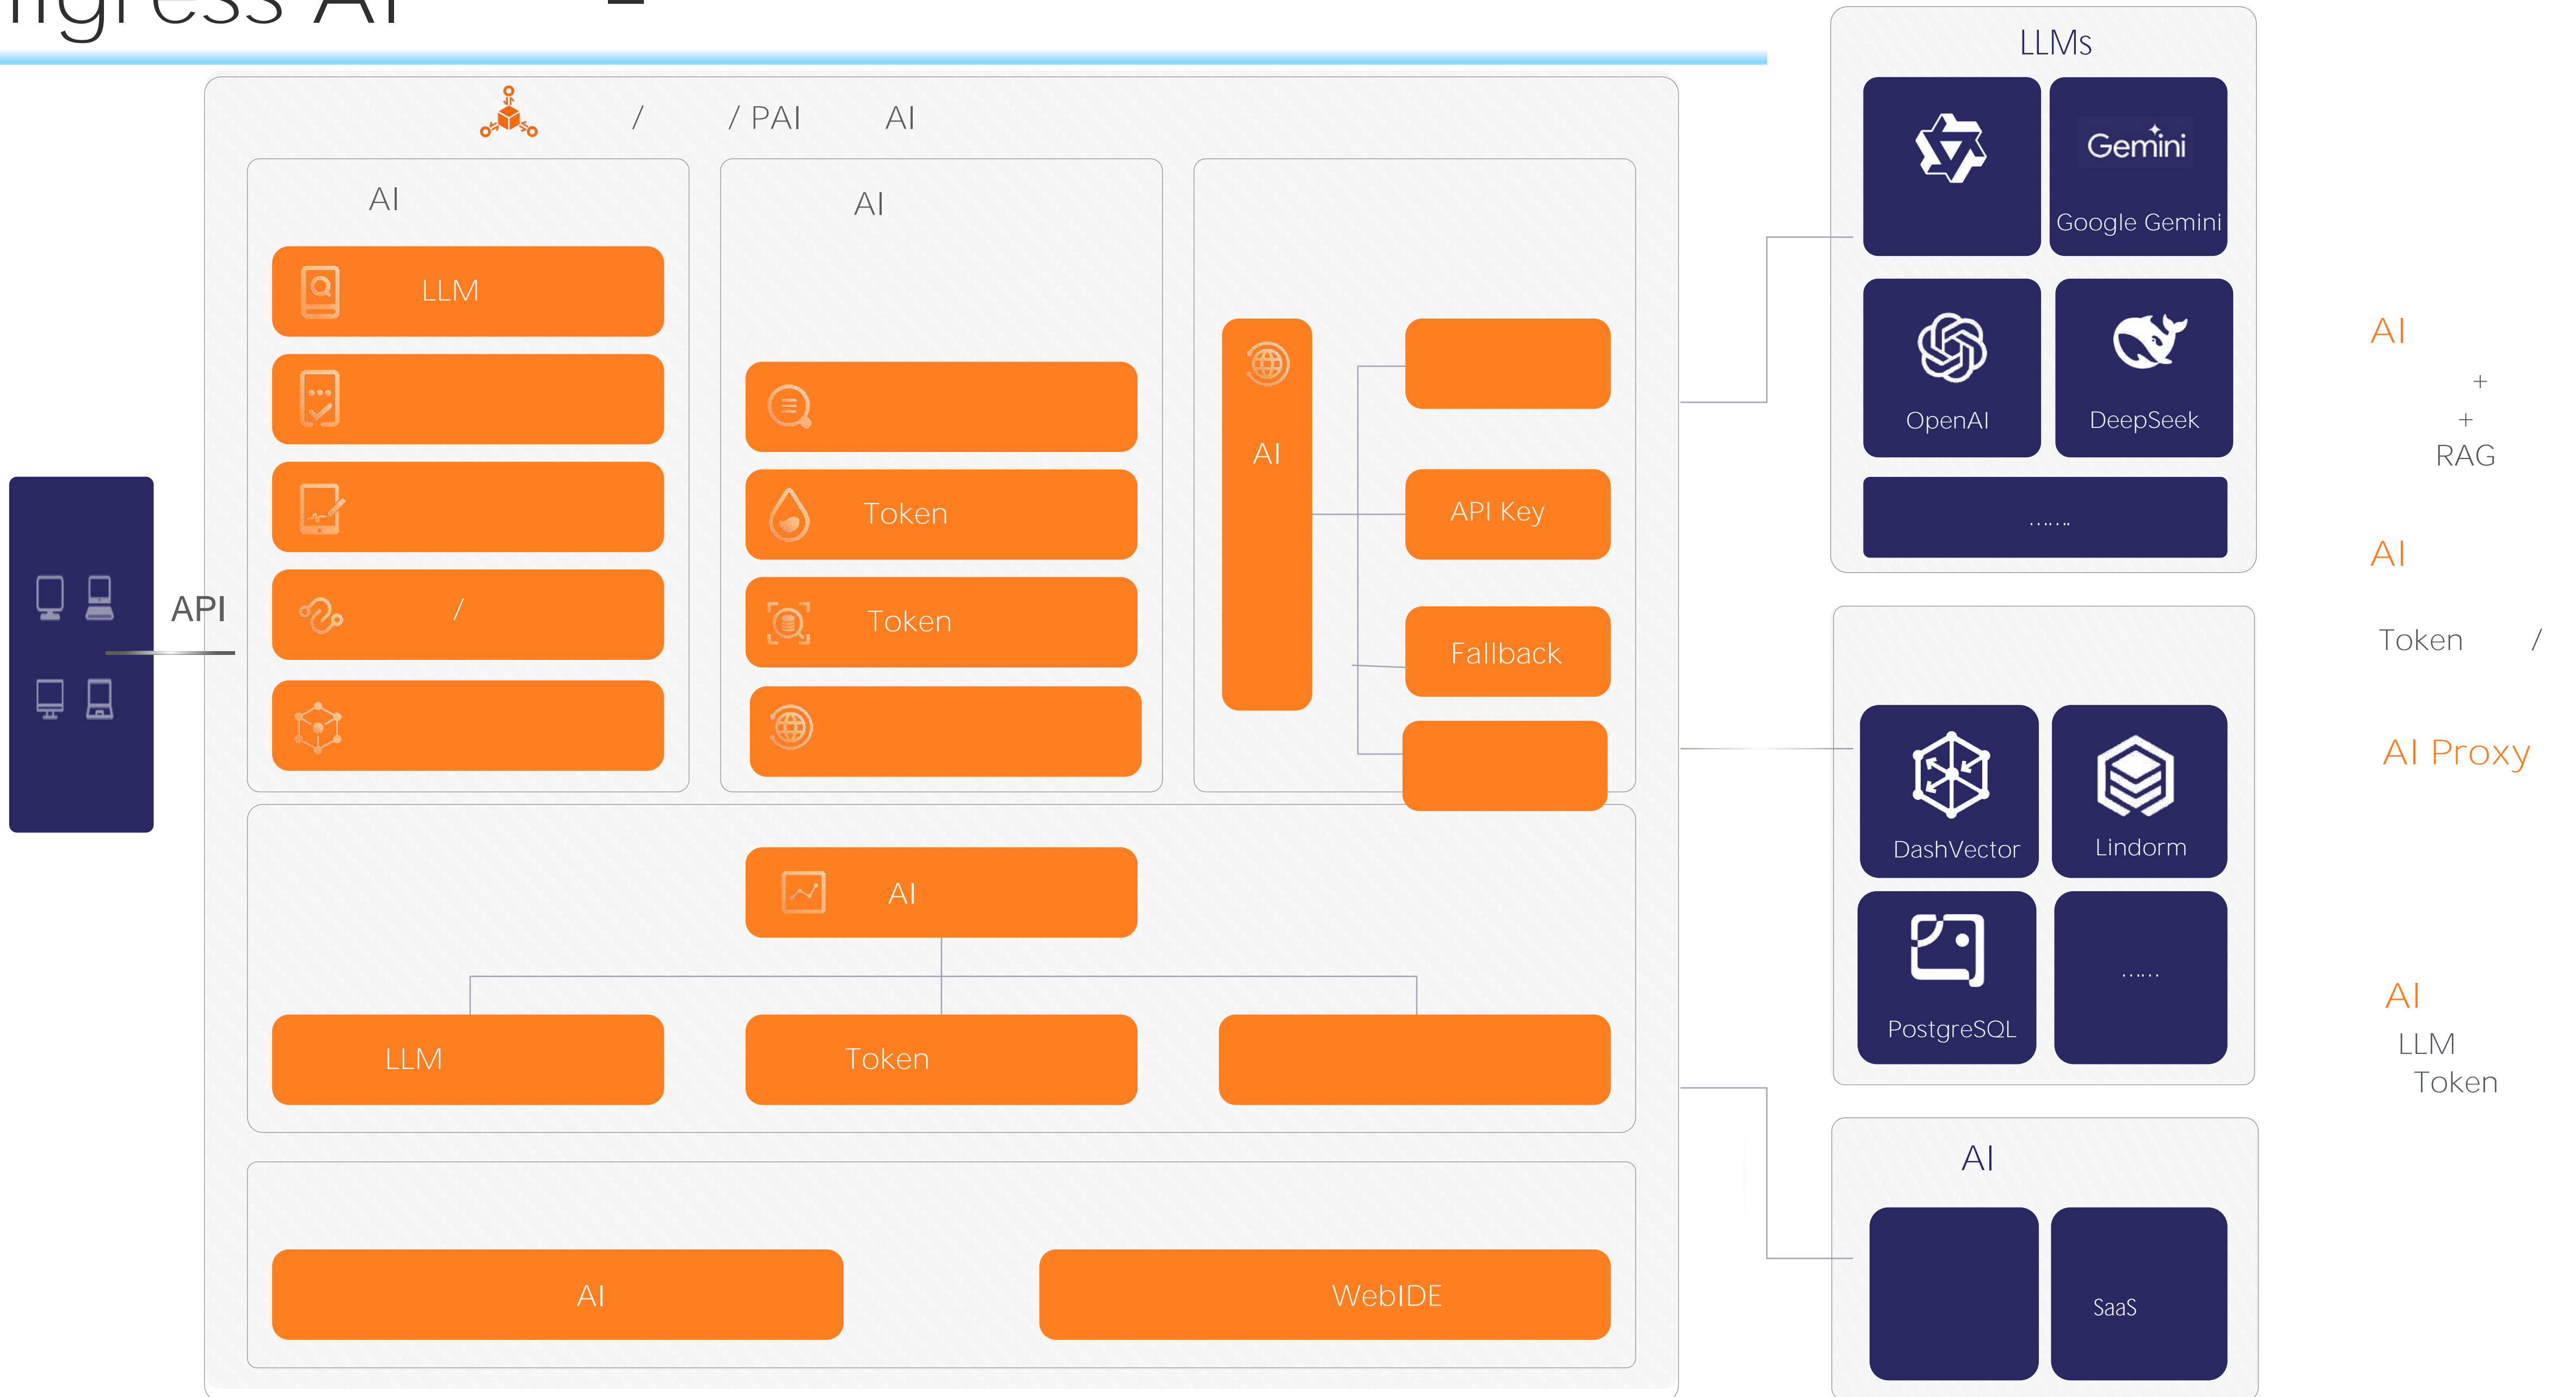 AI
LLMs
/ / PAI AI
AI
LLM
/
AI
Token
Token
AI
API Key
Fallback
API
AI
LLM
Token
AI
WebIDE
Gemini
Google Gemini
OpenAI
DeepSeek
…….
DashVector
Lindorm
PostgreSQL
……
AI
SaaS
AI
+
+
RAG
AI
Token /
AI Proxy
AI
LLM
Token